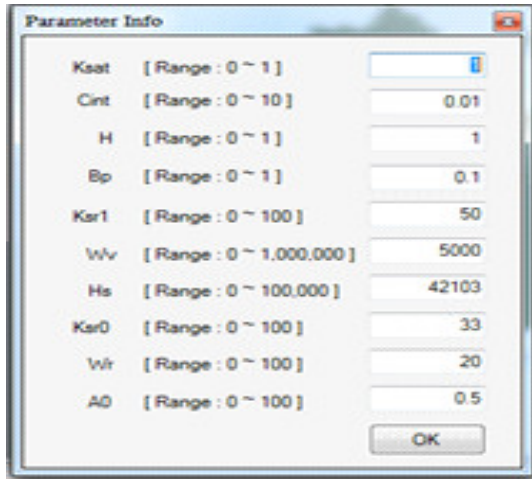 Parameter Info
Ksat [ Range : 0 ~ 1 ] 1
Cint [ Range : 0 ~ 10 ] 0.01
H [ Range : 0 ~ 1 ] 1
Bp [ Range : 0 ~ 1 ] 0.1
Ksr1 [ Range : 0 ~ 100 ] 50
Wv [ Range : 0 ~ 1,000,000 ] 5000
Hs [ Range : 0 ~ 100,000 ] 42103
Ksr0 [ Range : 0 ~ 100 ] 33
Wr [ Range : 0 ~ 100 ] 20
A0 [ Range : 0 ~ 100 ] 0.5
OK